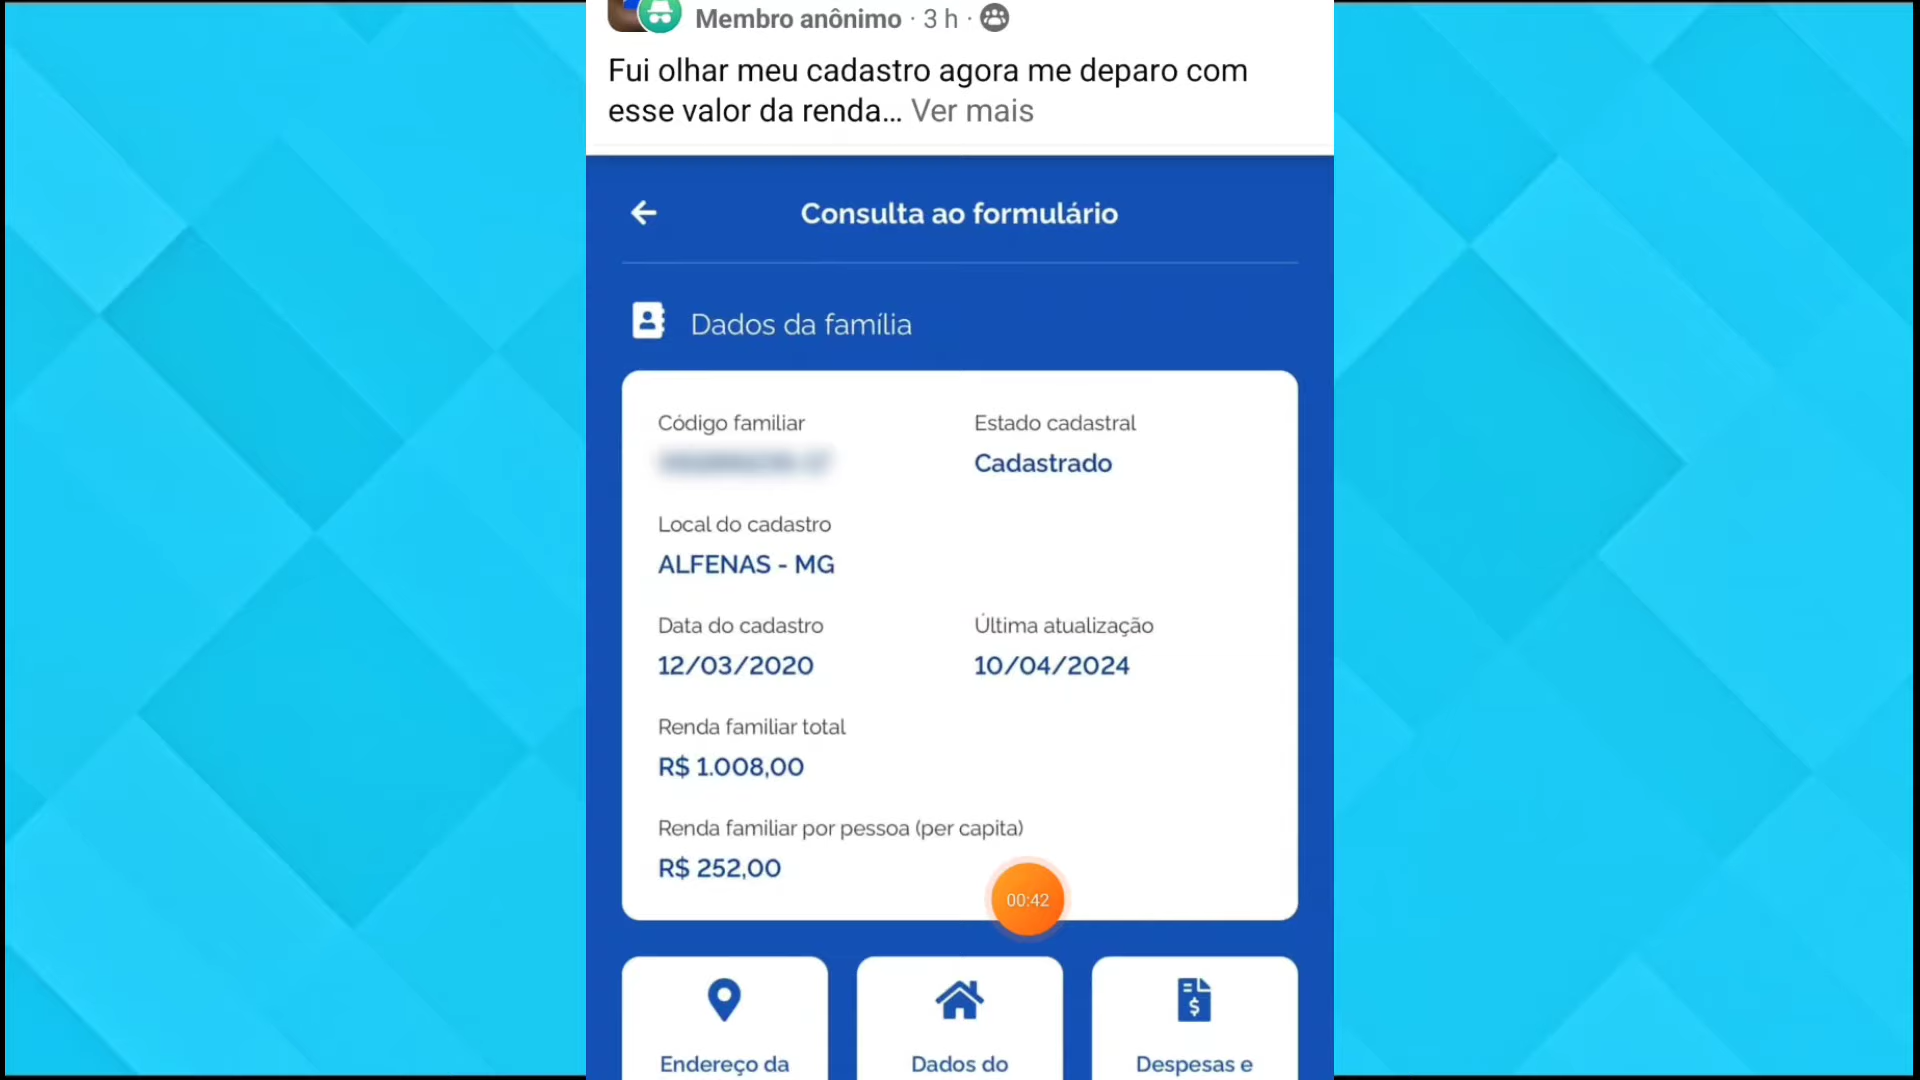 Membro anônimo · 3 h ·
Fui olhar meu cadastro agora me deparo com
esse valor da renda... Ver mais
Consulta ao formulário
Dados da família
Código familiar
Estado cadastral
Cadastrado
Local do cadastro
ALFENAS - MG
Data do cadastro
Última atualização
12/03/2020
10/04/2024
Renda familiar total
R$ 1.008,00
Renda familiar por pessoa (per capita)
R$ 252,00
00:42
Endereço da
Dados do
Despesas e